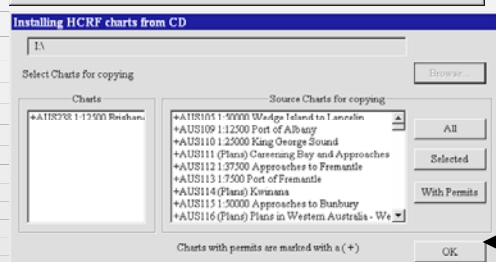 Installing HCRF charts from CD
I:\
Select Charts for copying
Browse...
Charts
Source Charts for copying
+AUS238 1:12500 Brisban
+AUS105 1:50000 Wedge Island to Lancelin
+AUS109 1:12500 Port of Albany
+AUS110 1:25000 King George Sound
+AUS111 (Plans) Careening Bay and Approaches
+AUS112 1:37500 Approaches to Fremantle
+AUS113 1:7500 Port of Fremantle
+AUS114 (Plans) Kwinana
+AUS115 1:50000 Approaches to Bunbury
+AUS116 (Plans) Plans in Western Australia - We
All
Selected
With Permits
Charts with permits are marked with a (+)
OK